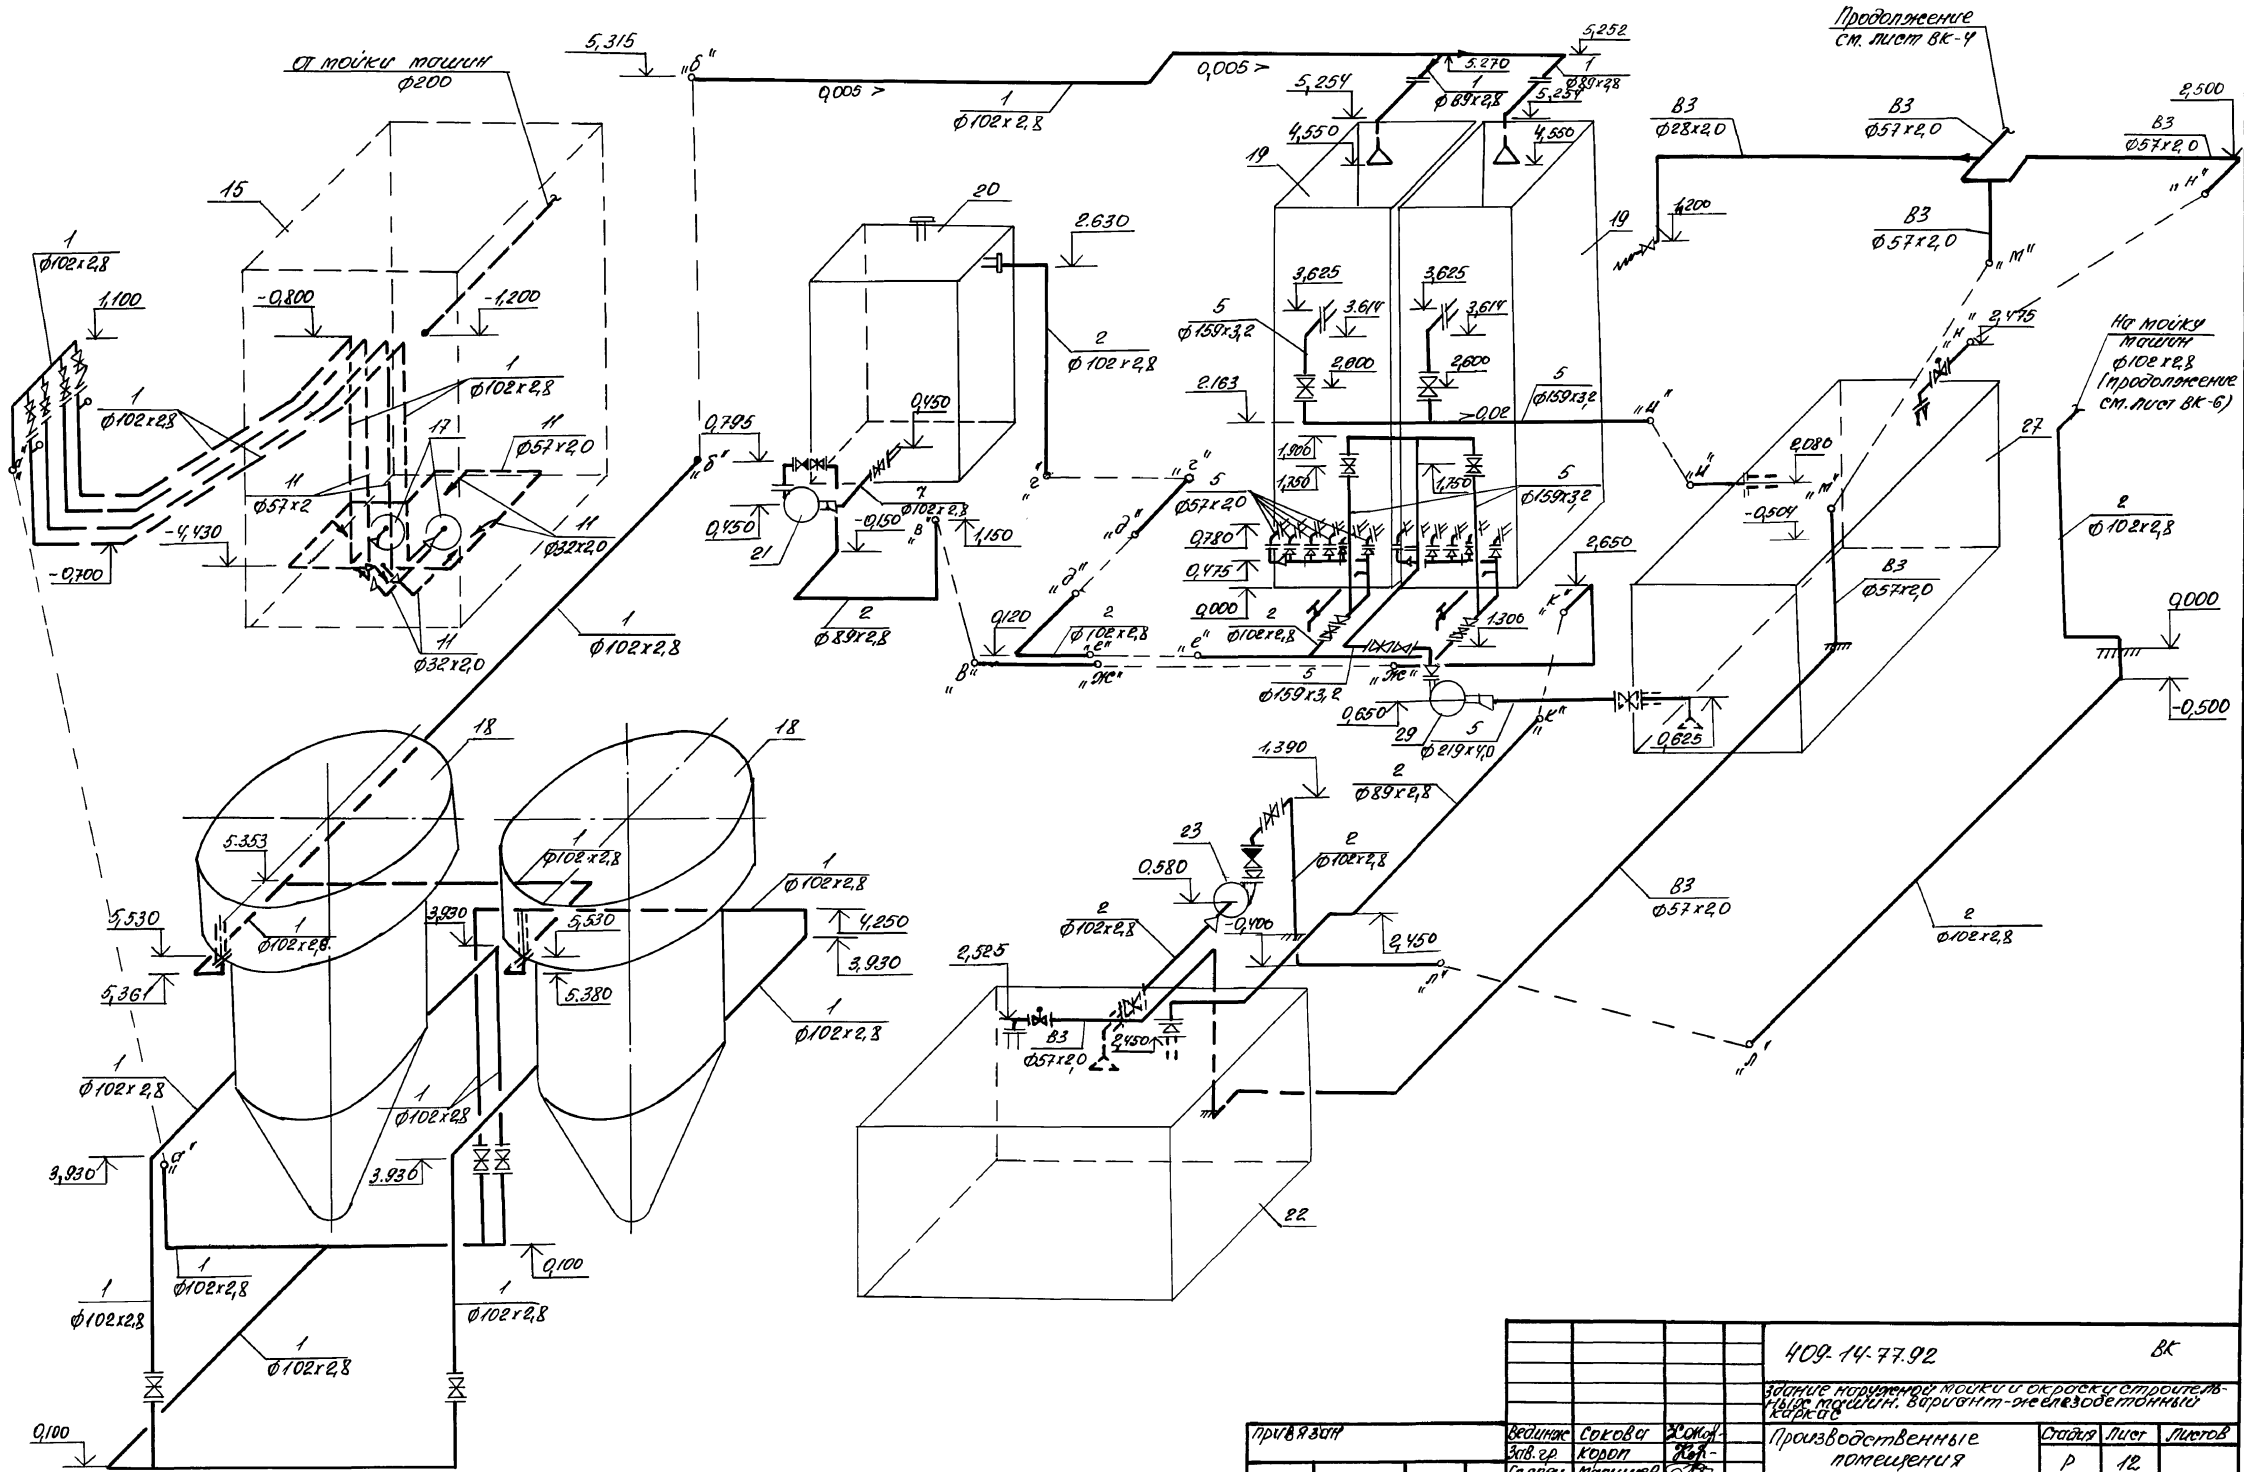 от мойки машин
ф200
5,315
„б"
0,005 >
1
ф102х2,8
0,005 >
5.270
1
ф89х2,8
5,252
1
ф89х2,8
5,254
5,254
4,550
4,550
Продолжение
см. лист ВК-4
В3
ф28х2,0
В3
ф57х2,0
В3
ф57х2,0
2,500
„н"
15
20
19
19
1,200
В3
ф57х2,0
„м"
1
ф102х2,8
1,100
-0,800
-1,200
2.630
3,625
3,625
3.614
3,614
5
ф159х3,2
2,600
2,600
2.163
>0,02
5
ф159х3,2
„и"
„н"
2,475
На мойку
машин
ф102х2,8
(продолжение
см. лист ВК-6)
1
ф102х2,8
1
ф102х2,8
2
ф102х2,8
17
11
ф57х2,0
0,795
„б"
0,450
11
ф57х2
7
ф102х2,8
0,450
-0,150
„в"
1,150
21
„г"
„г"
5
ф57х2,0
1,900
1,750
1,750
5
ф159х3,2
„и"
2,080
„м"
-0,504
27
-4,430
-0,700
11
ф32х2,0
„д"
„д"
0,780
0,475
0,000
2,650
„к"
2
ф102х2,8
В3
ф57х2,0
0,000
„а"
11
ф32х2,0
1
ф102х2,8
2
ф89х2,8
0,120
2
ф102х2,8
„е"
„е"
2
ф102х2,8
1.300
„в"
„ж"
„ж"
5
ф159х3,2
0,650
29
5
ф219х4,0
„к"
0,625
-0,500
18
18
1,390
2
ф89х2,8
5.353
1
ф102х2,8
1
ф102х2,8
23
0,580
2
ф102х2,8
В3
ф57х2,0
2
ф102х2,8
5,530
1
ф102х2,8
3,930
5,530
4,250
3,930
2
ф102х2,8
-0,400
2,450
„л"
5,361
5.380
1
ф102х2,8
2,525
В3
ф57х2,0
2,450
„л"
1
ф102х2,8
1
ф102х2,8
3,930
„а"
3.930
22
0,100
1
ф102х2,8
1
ф102х2,8
1
ф102х2,8
1
ф102х2,8
0,100
409-14-77.92
ВК
Здание наружной мойки и окраски строитель-
ных машин. Вариант-железобетонный
каркас
Привязан
Вед.инж Сокова
Зав.гр. Короп
Производственные
помещения
Стадия Лист Листов
Р 12